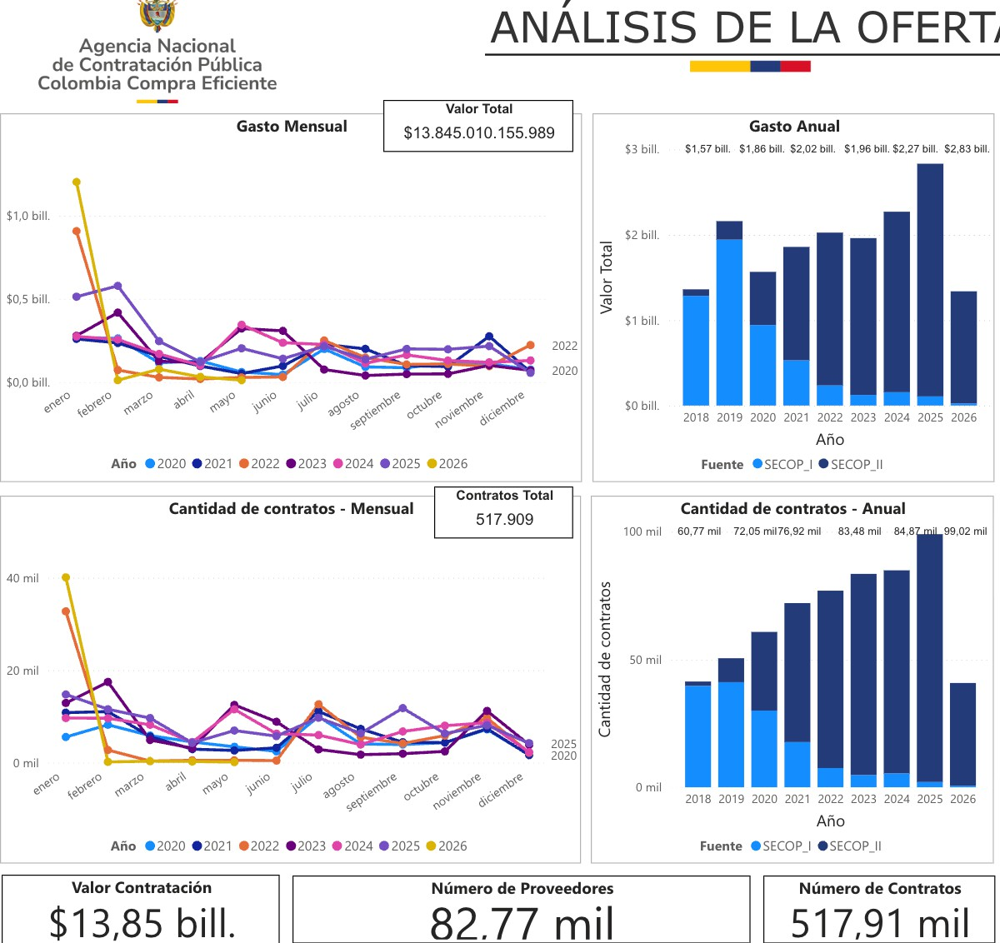 Agencia Nacional
de Contratación Pública
Colombia Compra Eficiente
ANÁLISIS DE LA OFERTA
Gasto Mensual
Valor Total
$13.845.010.155.989
$1,0 bill.
$0,5 bill.
$0,0 bill.
2022
2020
enero
febrero
marzo
abril
mayo
junio
julio
agosto
septiembre
octubre
noviembre
diciembre
Año 2020 2021 2022 2023 2024 2025 2026
Gasto Anual
$3 bill.
$1,57 bill. $1,86 bill. $2,02 bill. $1,96 bill. $2,27 bill. $2,83 bill.
$2 bill.
$1 bill.
$0 bill.
Valor Total
2018 2019 2020 2021 2022 2023 2024 2025 2026
Año
Fuente SECOP_I SECOP_II
Cantidad de contratos - Mensual
Contratos Total
517.909
40 mil
20 mil
0 mil
2025
2020
enero
febrero
marzo
abril
mayo
junio
julio
agosto
septiembre
octubre
noviembre
diciembre
Año 2020 2021 2022 2023 2024 2025 2026
Cantidad de contratos - Anual
100 mil
60,77 mil 72,05 mil 76,92 mil 83,48 mil 84,87 mil 99,02 mil
50 mil
0 mil
Cantidad de contratos
2018 2019 2020 2021 2022 2023 2024 2025 2026
Año
Fuente SECOP_I SECOP_II
Valor Contratación
$13,85 bill.
Número de Proveedores
82,77 mil
Número de Contratos
517,91 mil